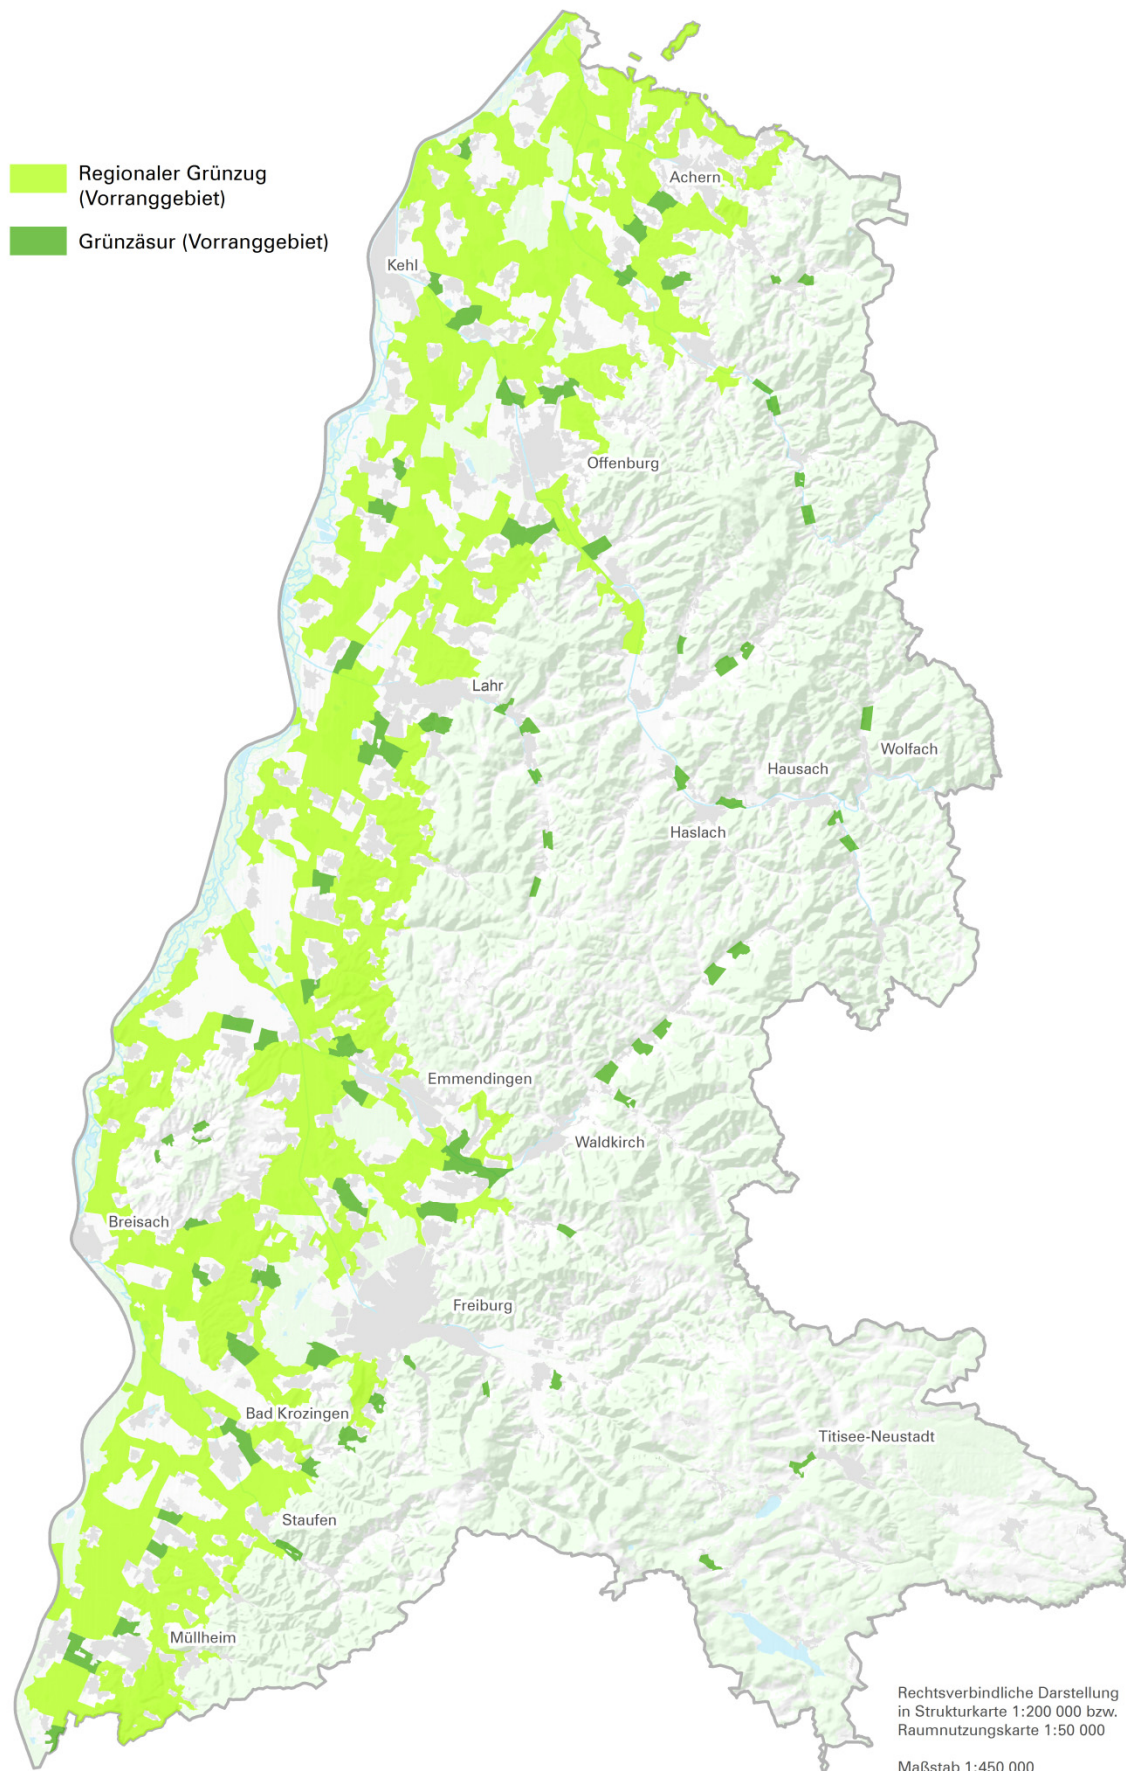 Regionaler Grünzug
(Vorranggebiet)
Grünzäsur (Vorranggebiet)
Achern
Kehl
Offenburg
Lahr
Wolfach
Hausach
Haslach
Emmendingen
Waldkirch
Breisach
Freiburg
Bad Krozingen
Titisee-Neustadt
Staufen
Müllheim
Rechtsverbindliche Darstellung
in Strukturkarte 1:200 000 bzw.
Raumnutzungskarte 1:50 000
Maßstab 1:450 000